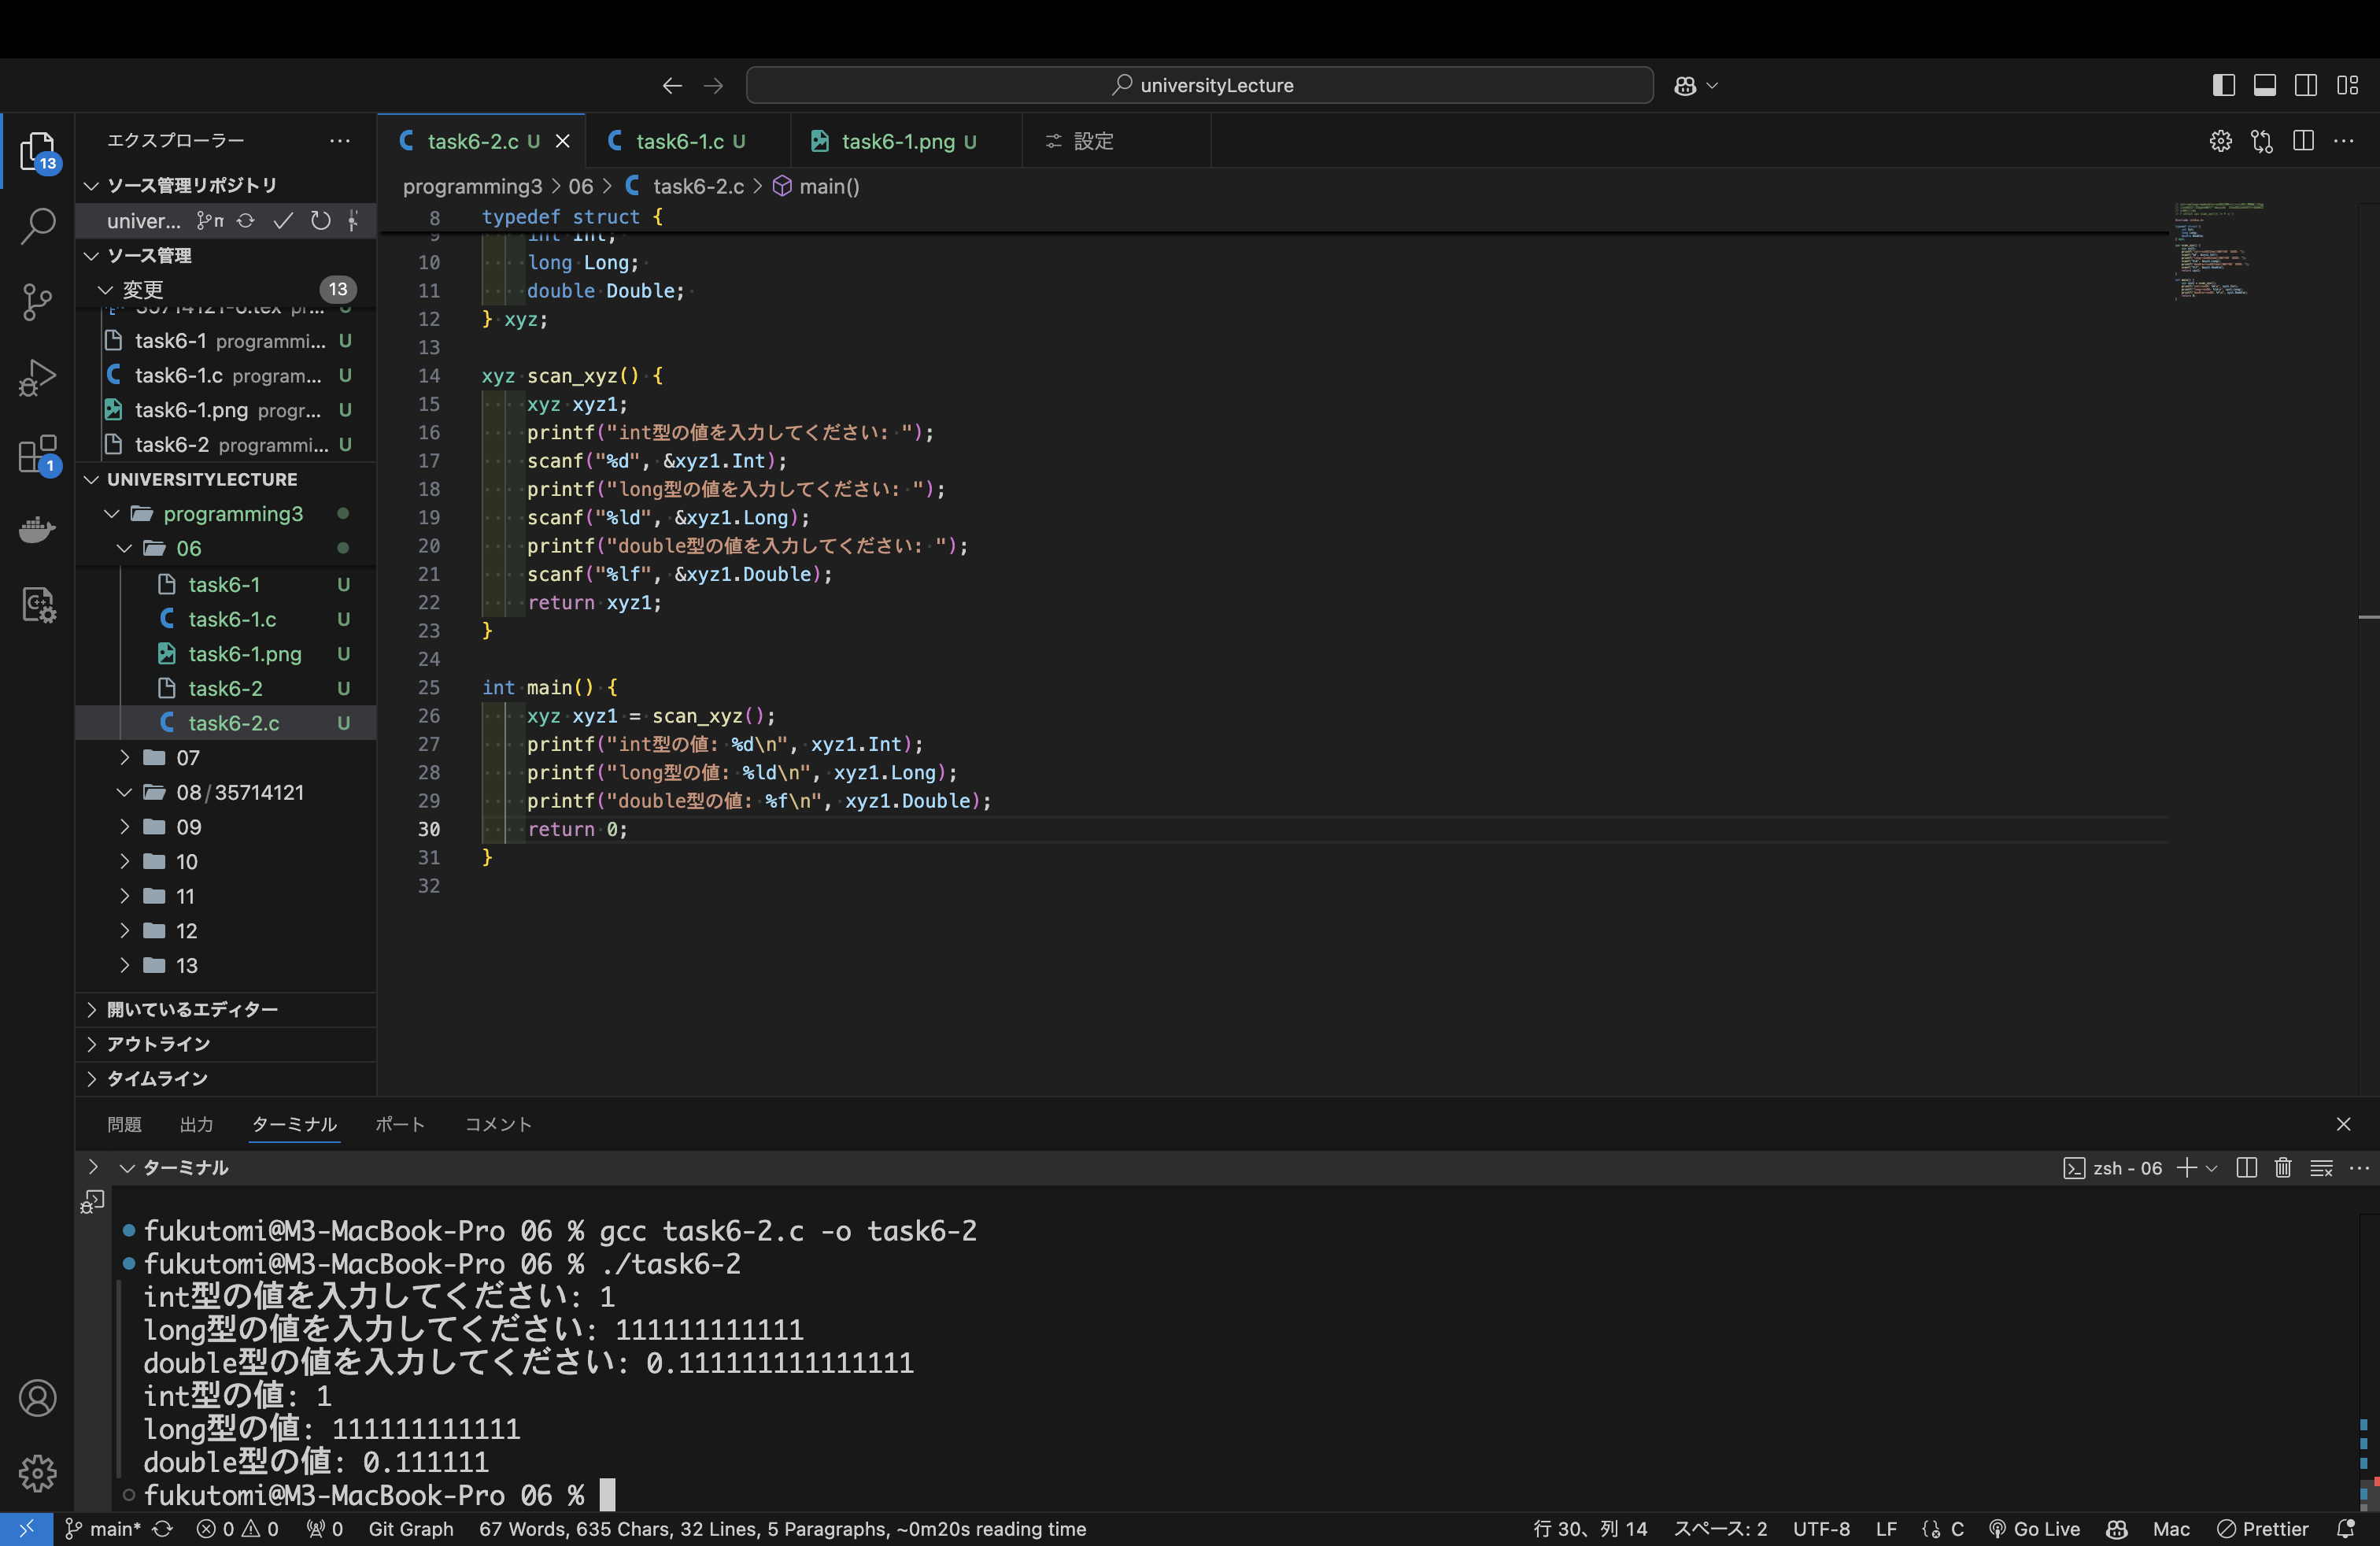 universityLecture
エクスプローラー
task6-2.c U
task6-1.c U
task6-1.png U
設定
programming3 > 06 > C task6-2.c > main()
ソース管理リポジトリ
univer...
ソース管理
変更 13
35714121-6.tex pr... U
task6-1 programmi... U
task6-1.c program... U
task6-1.png progr... U
task6-2 programmi... U
UNIVERSITYLECTURE
programming3
06
task6-1 U
task6-1.c U
task6-1.png U
task6-2 U
task6-2.c U
07
08/35714121
09
10
11
12
13
開いているエディター
アウトライン
タイムライン
13
1
8 typedef struct {
9 int Int;
10 long Long;
11 double Double;
12 } xyz;
13
14 xyz scan_xyz() {
15 xyz xyz1;
16 printf("int型の値を入力してください: ");
17 scanf("%d", &xyz1.Int);
18 printf("long型の値を入力してください: ");
19 scanf("%ld", &xyz1.Long);
20 printf("double型の値を入力してください: ");
21 scanf("%lf", &xyz1.Double);
22 return xyz1;
23 }
24
25 int main() {
26 xyz xyz1 = scan_xyz();
27 printf("int型の値: %d\n", xyz1.Int);
28 printf("long型の値: %ld\n", xyz1.Long);
29 printf("double型の値: %f\n", xyz1.Double);
30 return 0;
31 }
32
問題 出力 ターミナル ポート コメント
ターミナル
zsh - 06
fukutomi@M3-MacBook-Pro 06 % gcc task6-2.c -o task6-2
fukutomi@M3-MacBook-Pro 06 % ./task6-2
int型の値を入力してください: 1
long型の値を入力してください: 111111111111
double型の値を入力してください: 0.111111111111111
int型の値: 1
long型の値: 111111111111
double型の値: 0.111111
fukutomi@M3-MacBook-Pro 06 %
main* 0 0 0 Git Graph 67 Words, 635 Chars, 32 Lines, 5 Paragraphs, ~0m20s reading time
行 30、列 14 スペース: 2 UTF-8 LF C Go Live Mac Prettier